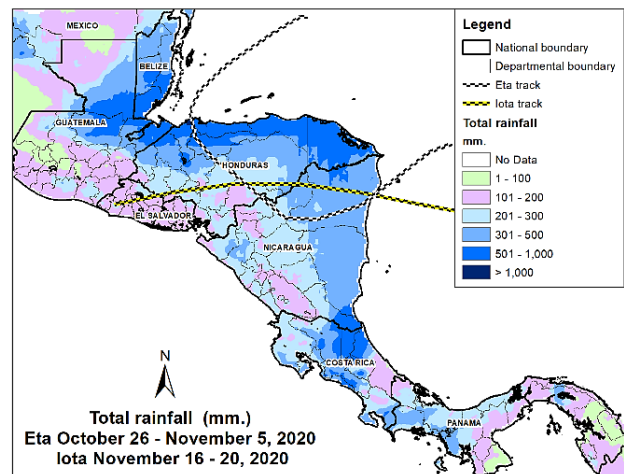 MEXICO
BELIZE
GUATEMALA
HONDURAS
EL SALVADOR
NICARAGUA
COSTA RICA
PANAMA
Legend
National boundary
Departmental boundary
Eta track
Iota track
Total rainfall
mm.
No Data
1 - 100
101 - 200
201 - 300
301 - 500
501 - 1,000
> 1,000
N
Total rainfall (mm.)
Eta October 26 - November 5, 2020
Iota November 16 - 20, 2020